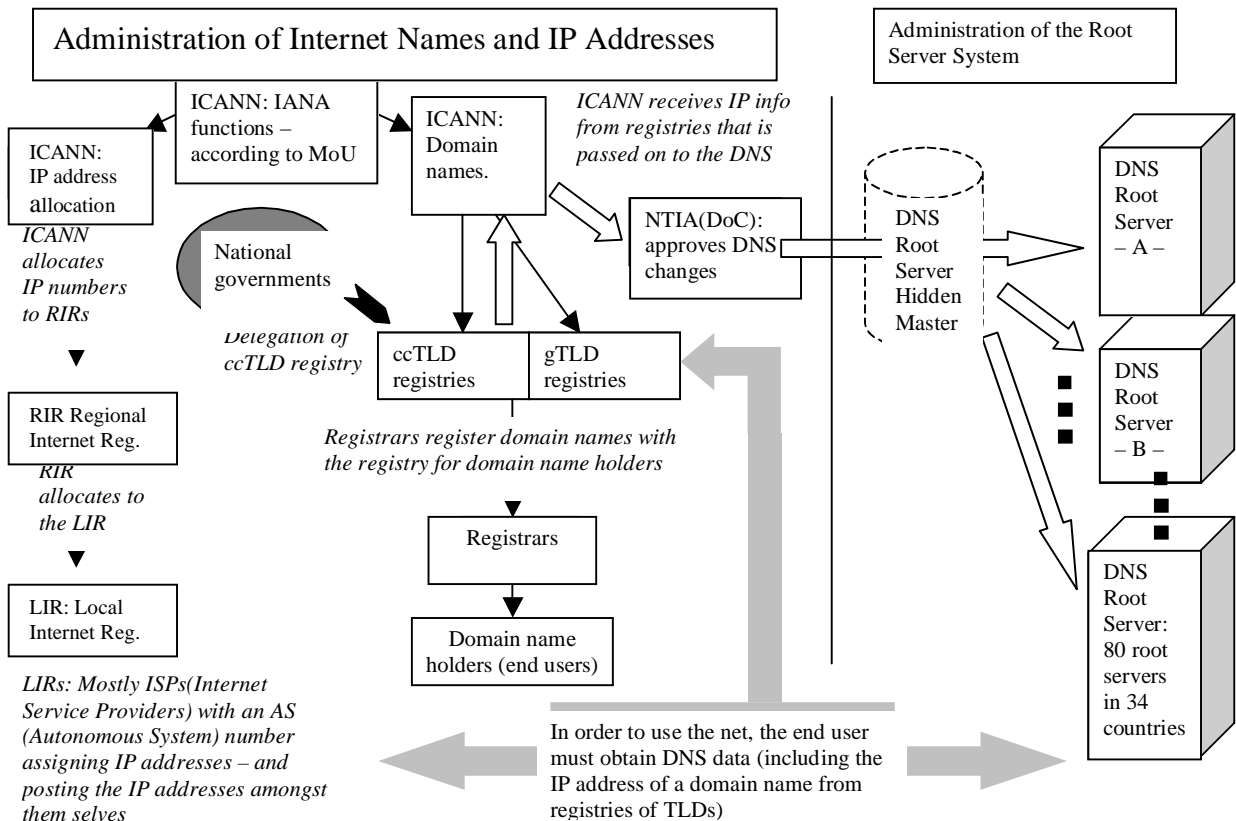 Administration of Internet Names and IP Addresses
Administration of the Root
Server System
ICANN: IANA
functions –
according to MoU
ICANN:
Domain
names.
ICANN receives IP info
from registries that is
passed on to the DNS
ICANN:
IP address
allocation
ICANN
allocates
IP numbers
to RIRs
National
governments
NTIA(DoC):
approves DNS
changes
DNS
Root
Server
Hidden
Master
DNS
Root
Server
– A –
Delegation of
ccTLD registry
ccTLD
registries
gTLD
registries
DNS
Root
Server
– B –
RIR Regional
Internet Reg.
RIR
allocates to
the LIR
Registrars register domain names with
the registry for domain name holders
Registrars
LIR: Local
Internet Reg.
Domain name
holders (end users)
DNS
Root
Server:
80 root
servers
in 34
countries
LIRs: Mostly ISPs(Internet
Service Providers) with an AS
(Autonomous System) number
assigning IP addresses – and
posting the IP addresses amongst
them selves
In order to use the net, the end user
must obtain DNS data (including the
IP address of a domain name from
registries of TLDs)